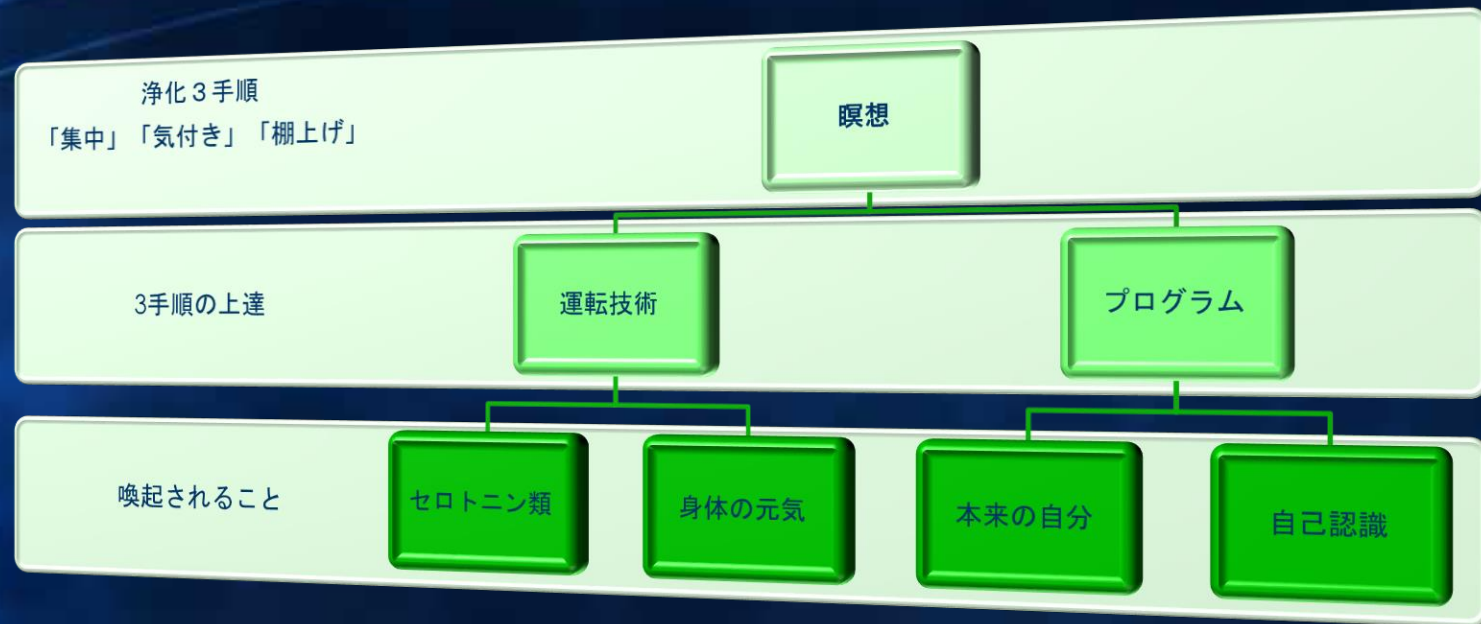 浄化３手順
「集中」「気付き」「棚上げ」
瞑想
3手順の上達
運転技術
プログラム
喚起されること
セロトニン類
身体の元気
本来の自分
自己認識